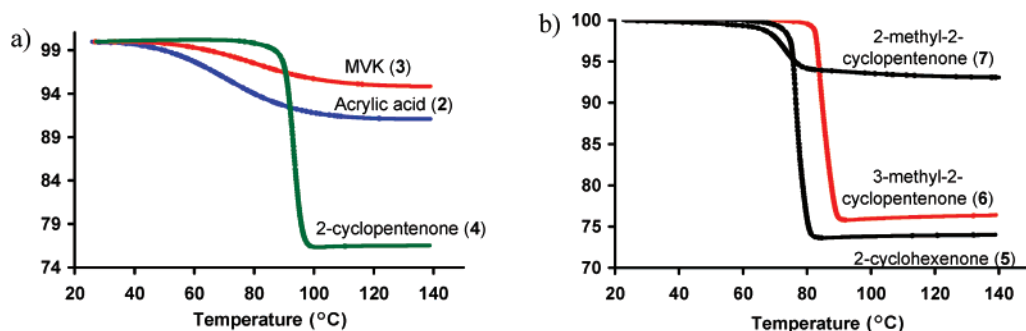 a)
99
94
89
84
79
74
MVK (3)
Acrylic acid (2)
2-cyclopentenone (4)
20 40 60 80 100 120 140
Temperature (°C)
b)
100
95
90
85
80
75
70
2-methyl-2-
cyclopentenone (7)
3-methyl-2-
cyclopentenone (6)
2-cyclohexenone (5)
20 40 60 80 100 120 140
Temperature (°C)